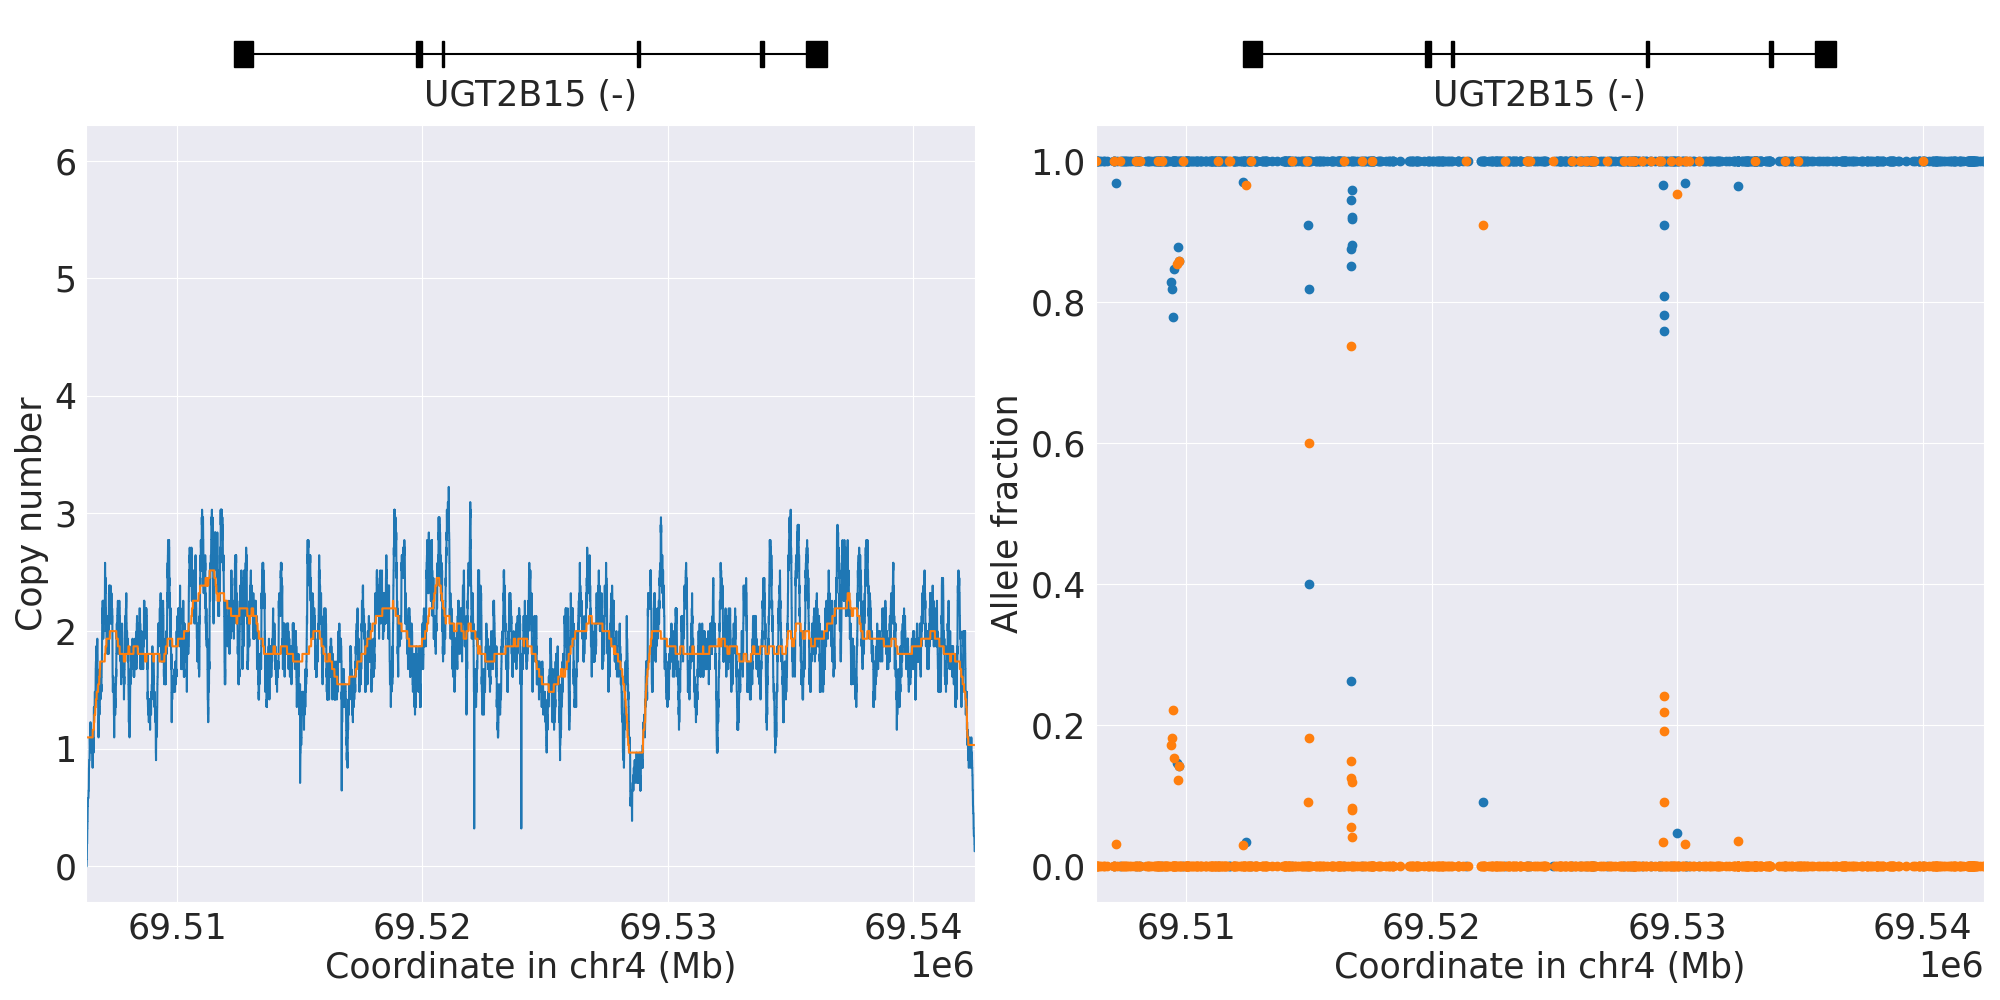 UGT2B15 (-)
UGT2B15 (-)
6
5
4
3
2
1
0
Copy number
69.51
69.52
69.53
69.54
Coordinate in chr4 (Mb)
1e6
1.0
0.8
0.6
0.4
0.2
0.0
Allele fraction
69.51
69.52
69.53
69.54
Coordinate in chr4 (Mb)
1e6